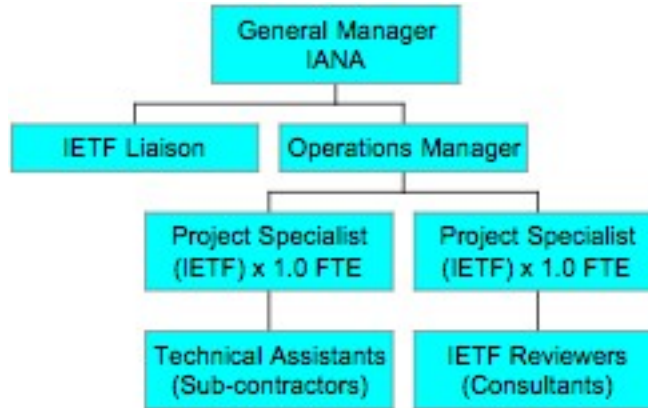 General Manager
IANA
IETF Liaison
Operations Manager
Project Specialist
(IETF) x 1.0 FTE
Project Specialist
(IETF) x 1.0 FTE
Technical Assistants
(Sub-contractors)
IETF Reviewers
(Consultants)